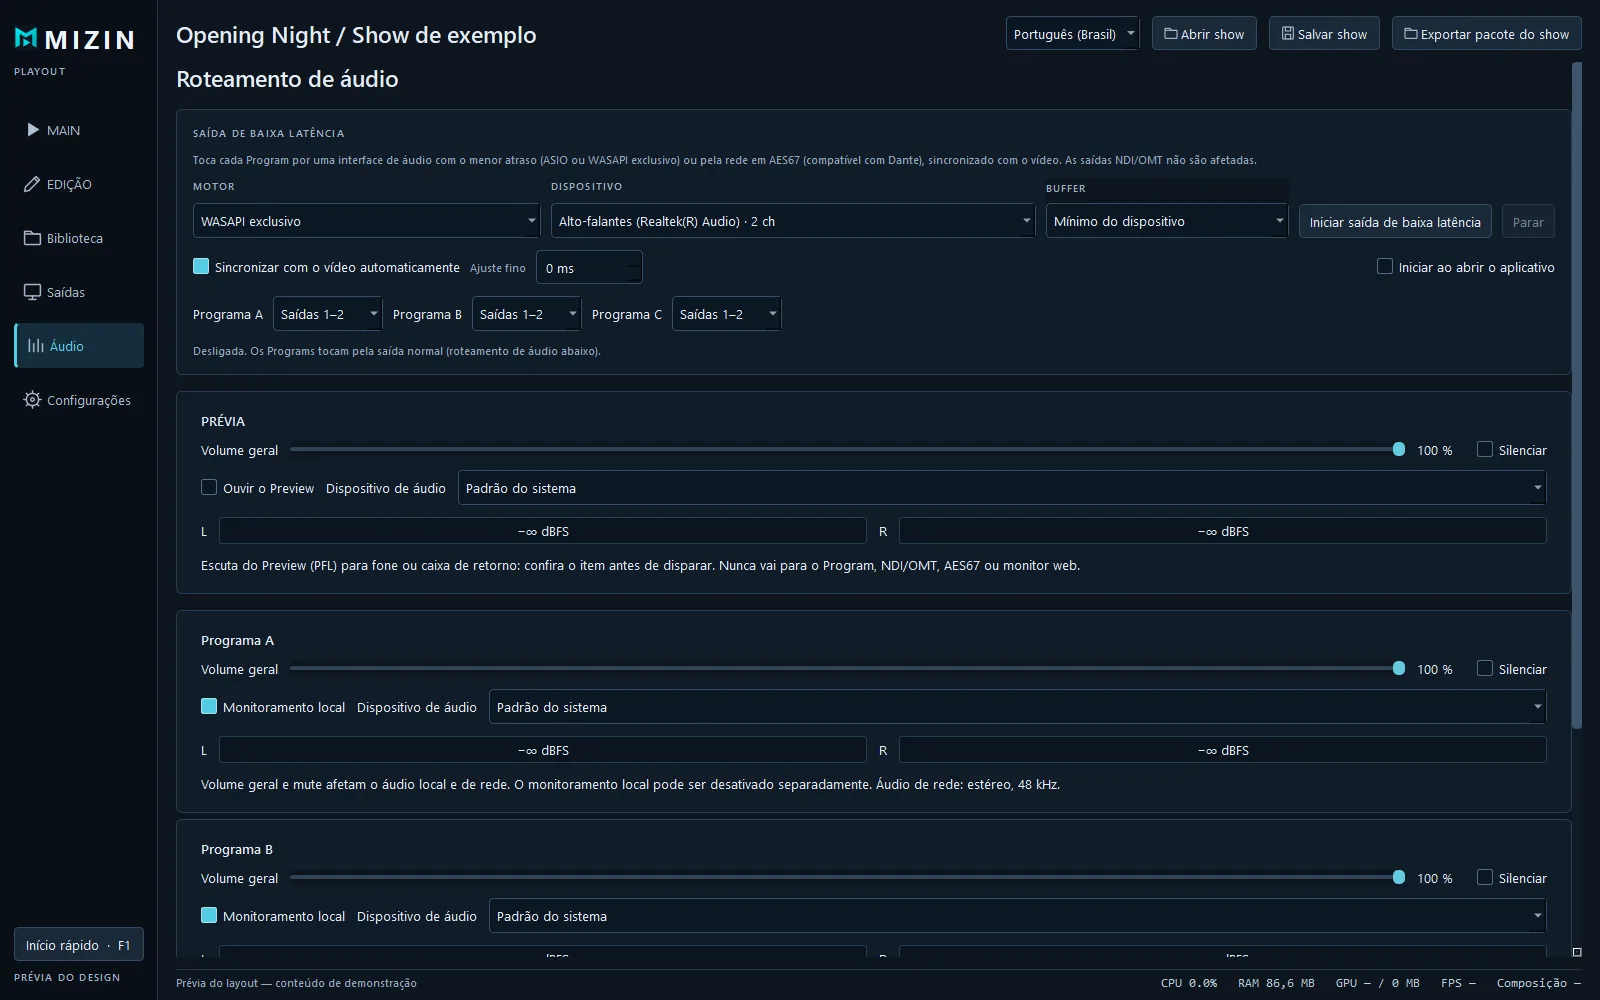 MIZIN
PLAYOUT
MAIN
EDIÇÃO
Biblioteca
Saídas
Áudio
Configurações
Início rápido · F1
PRÉVIA DO DESIGN
Opening Night / Show de exemplo
Português (Brasil)
Abrir show
Salvar show
Exportar pacote do show
Roteamento de áudio
SAÍDA DE BAIXA LATÊNCIA
Toca cada Program por uma interface de áudio com o menor atraso (ASIO ou WASAPI exclusivo) ou pela rede em AES67 (compatível com Dante), sincronizado com o vídeo. As saídas NDI/OMT não são afetadas.
MOTOR
DISPOSITIVO
BUFFER
WASAPI exclusivo
Alto-falantes (Realtek(R) Audio) · 2 ch
Mínimo do dispositivo
Iniciar saída de baixa latência
Parar
Sincronizar com o vídeo automaticamente
Ajuste fino
0 ms
Iniciar ao abrir o aplicativo
Programa A
Saídas 1–2
Programa B
Saídas 1–2
Programa C
Saídas 1–2
Desligada. Os Programs tocam pela saída normal (roteamento de áudio abaixo).
PRÉVIA
Volume geral
100 %
Silenciar
Ouvir o Preview
Dispositivo de áudio
Padrão do sistema
L
−∞ dBFS
R
−∞ dBFS
Escuta do Preview (PFL) para fone ou caixa de retorno: confira o item antes de disparar. Nunca vai para o Program, NDI/OMT, AES67 ou monitor web.
Programa A
Volume geral
100 %
Silenciar
Monitoramento local
Dispositivo de áudio
Padrão do sistema
L
−∞ dBFS
R
−∞ dBFS
Volume geral e mute afetam o áudio local e de rede. O monitoramento local pode ser desativado separadamente. Áudio de rede: estéreo, 48 kHz.
Programa B
Volume geral
100 %
Silenciar
Monitoramento local
Dispositivo de áudio
Padrão do sistema
Prévia do layout — conteúdo de demonstração
CPU 0.0%
RAM 86,6 MB
GPU — / 0 MB
FPS —
Composição —